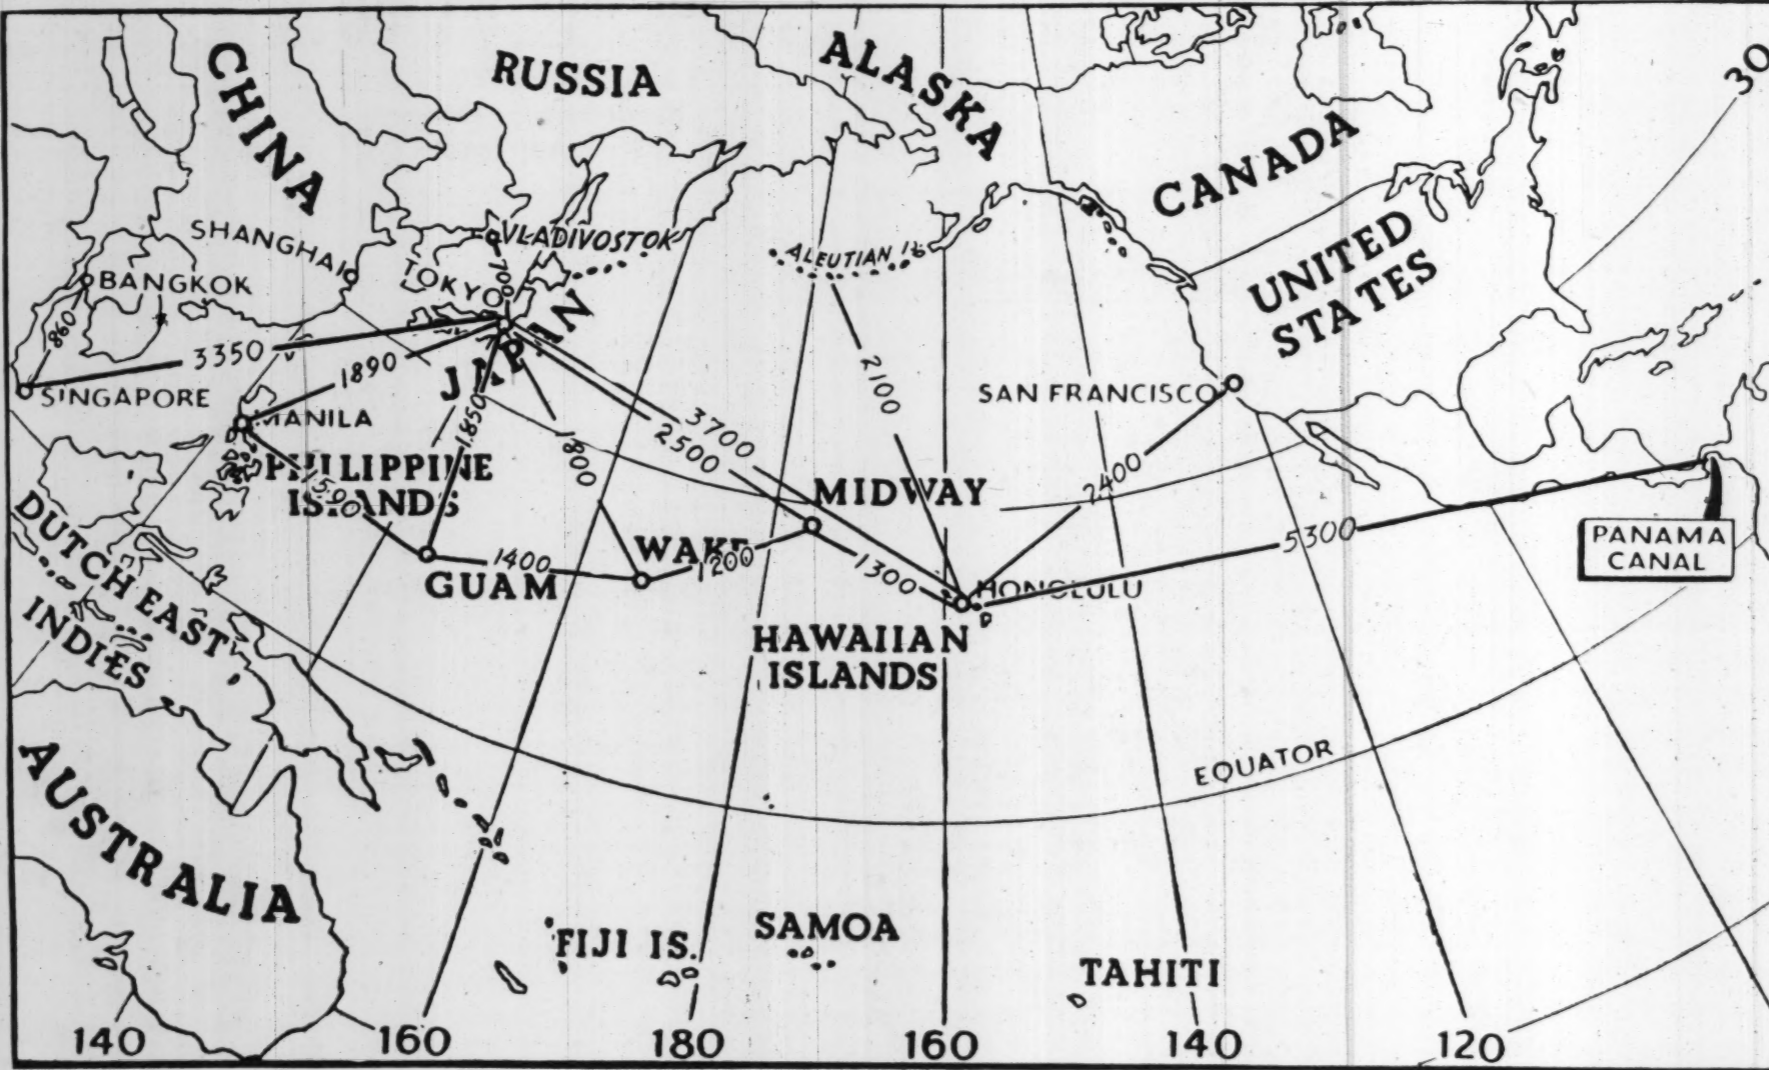 CHINA
RUSSIA
ALASKA
CANADA
30
UNITED
STATES
SHANGHAI
VLADIVOSTOK
700
BANGKOK
TOKYO
JAPAN
ALEUTIAN IS.
860
3350
1890
SINGAPORE
MANILA
1850
1800
3700
2500
2100
SAN FRANCISCO
2400
PHILIPPINE
ISLANDS
MIDWAY
DUTCH EAST
INDIES
5300
PANAMA
CANAL
1400
GUAM
WAKE
1200
1300
HONOLULU
HAWAIIAN
ISLANDS
EQUATOR
AUSTRALIA
FIJI IS.
SAMOA
TAHITI
140
160
180
160
140
120